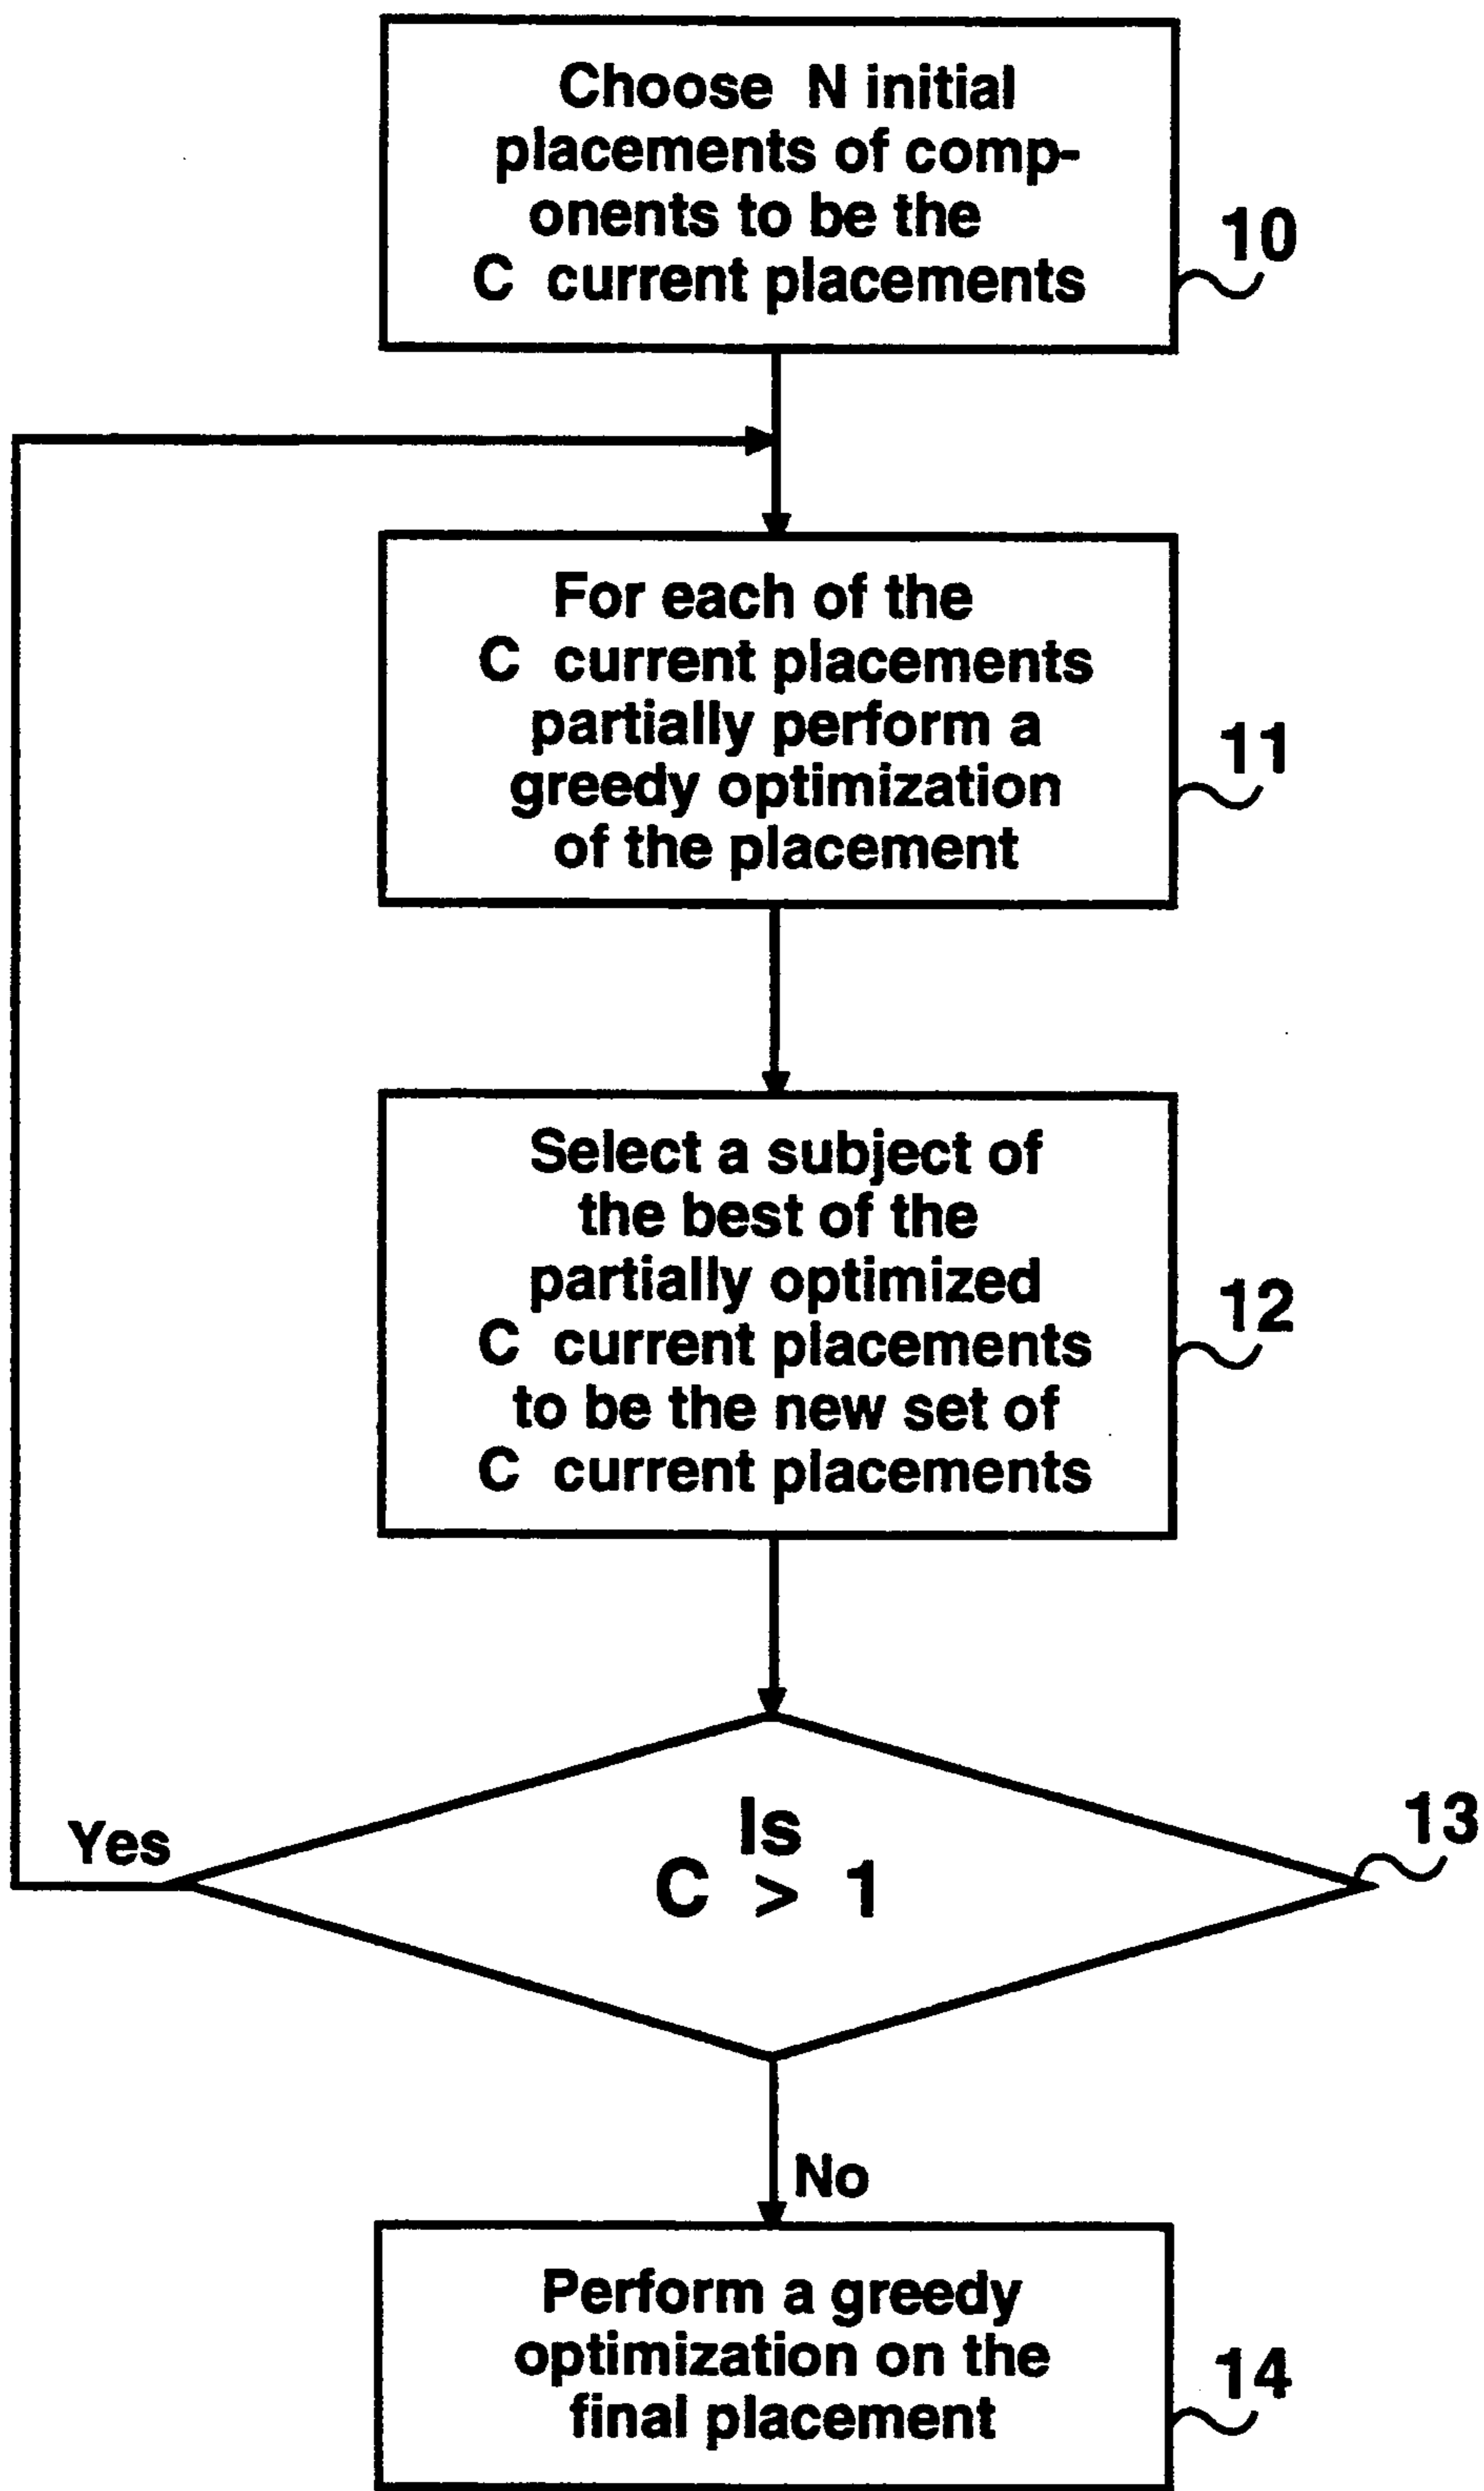 Choose N initial
placements of comp-
onents to be the
C current placements
10
For each of the
C current placements
partially perform a
greedy optimization
of the placement
11
Select a subject of
the best of the
partially optimized
C current placements
to be the new set of
C current placements
12
Is
C > 1
13
Yes
No
Perform a greedy
optimization on the
final placement
14